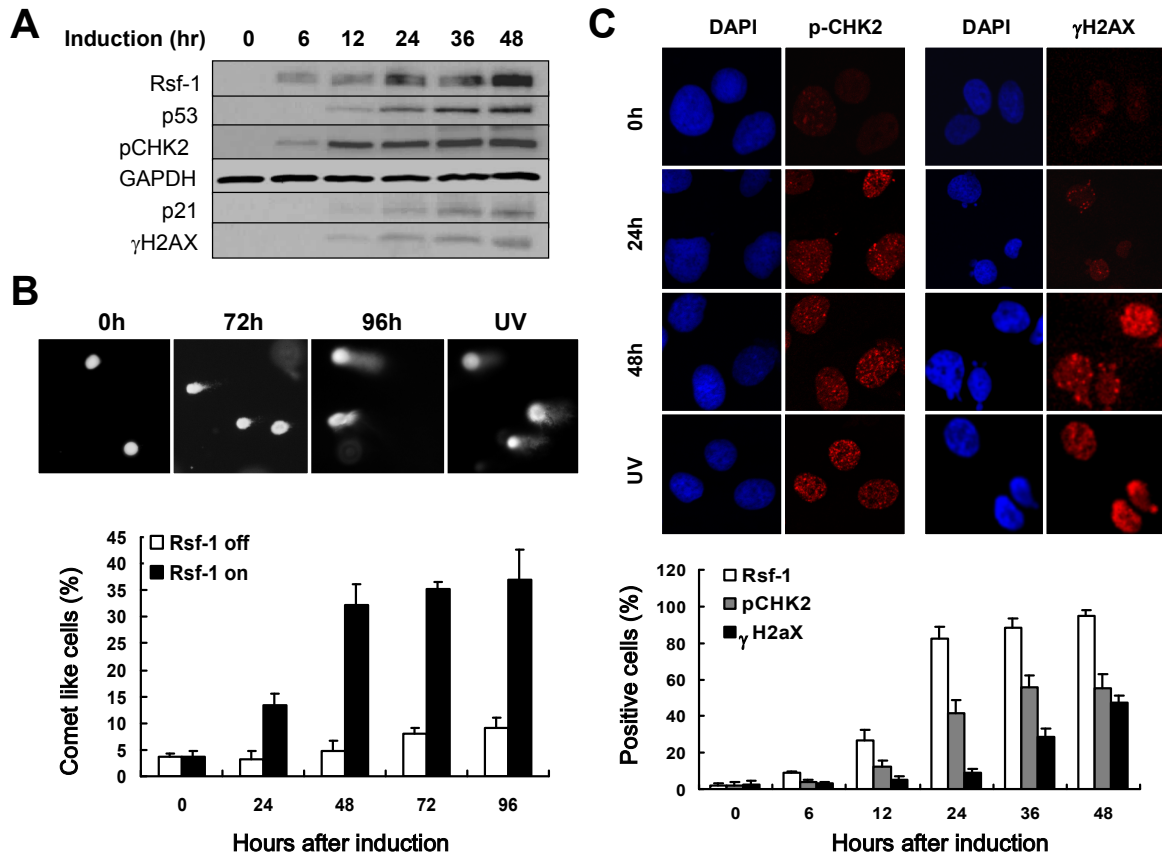 A
Induction (hr) 0 6 12 24 36 48
Rsf-1
p53
pCHK2
GAPDH
p21
γH2AX
B
0h 72h 96h UV
Comet like cells (%)
45
40
35
30
25
20
15
10
5
0
Rsf-1 off
Rsf-1 on
0 24 48 72 96
Hours after induction
C
DAPI p-CHK2 DAPI γH2AX
0h
24h
48h
UV
Positive cells (%)
120
100
80
60
40
20
0
Rsf-1
pCHK2
γ H2aX
0 6 12 24 36 48
Hours after induction